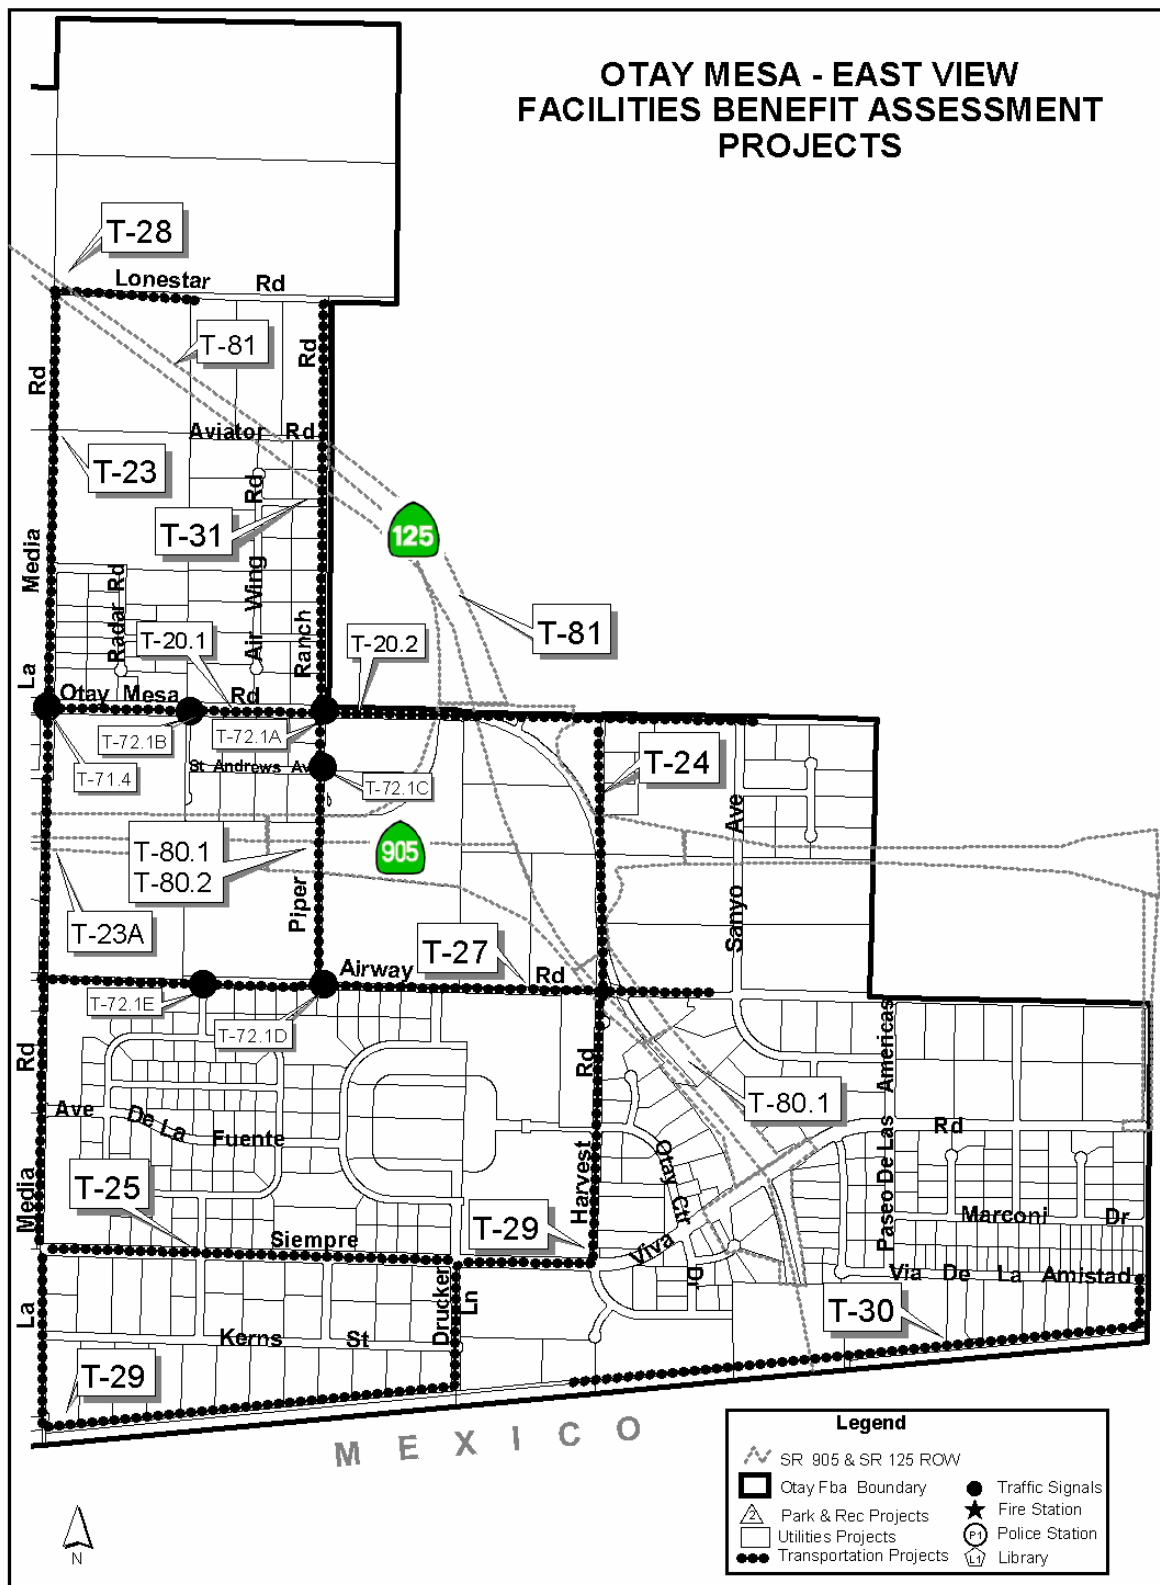 OTAY MESA - EAST VIEW
FACILITIES BENEFIT ASSESSMENT
PROJECTS
T-28
Lonestar Rd
T-81
Rd
Rd
Aviator Rd
T-23
Rd
T-31
125
Media
Radar Rd
Air Wing
Ranch
T-81
T-20.1
T-20.2
La
Otay Mesa Rd
T-72.1B
T-72.1A
T-71.4
St Andrews Av
T-72.1C
T-24
Ave
T-80.1
T-80.2
905
Piper
Sanyo
T-23A
T-27
Airway Rd
T-72.1E
T-72.1D
Rd
Rd
Americas
T-80.1
Ave De La Fuente
Rd
Harvest
Otay Ctr
Dr
Paseo De Las
T-25
Media
T-29
Marconi Dr
Siempre
Viva
Via De La Amistad
La
Drucker
Ln
T-30
Kerns St
T-29
MEXICO
Legend
SR 905 & SR 125 ROW
Otay Fba Boundary
Traffic Signals
2
Park & Rec Projects
Fire Station
Utilities Projects
P1
Police Station
Transportation Projects
L1
Library
N